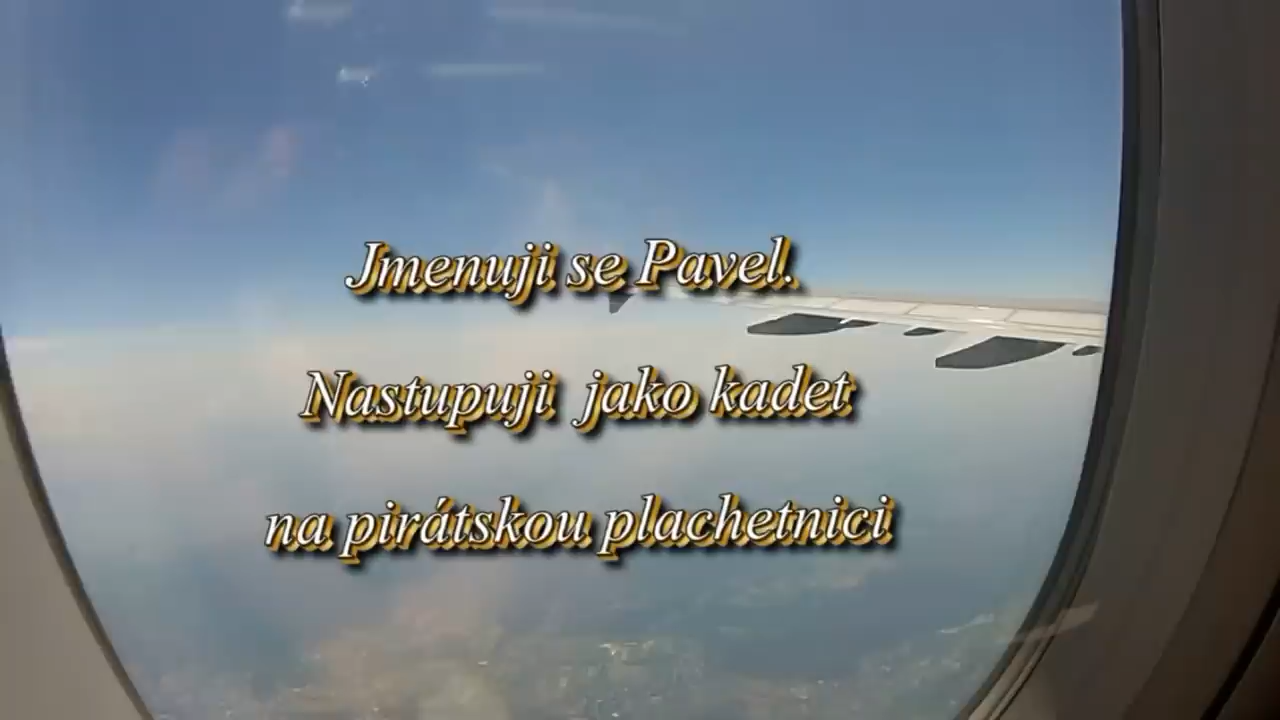 Jmenuji se Pavel.
Nastupuji jako kadet
na pirátskou plachetnici